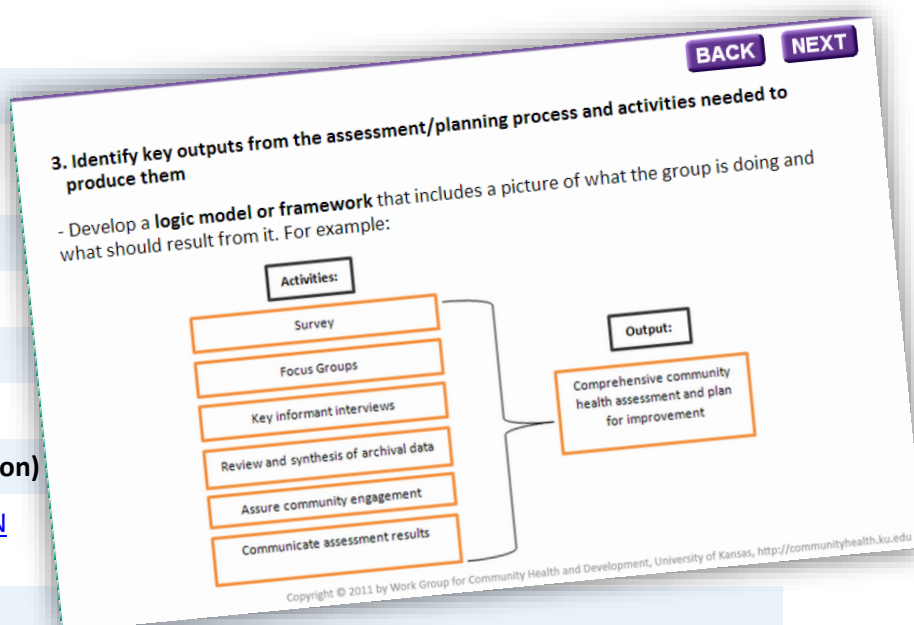 BACK NEXT
3. Identify key outputs from the assessment/planning process and activities needed to
produce them
- Develop a logic model or framework that includes a picture of what the group is doing and
what should result from it. For example:
Activities:
Survey
Focus Groups
Key informant interviews
Review and synthesis of archival data
Assure community engagement
Communicate assessment results
Output:
Comprehensive community
health assessment and plan
for improvement
Copyright © 2011 by Work Group for Community Health and Development, University of Kansas, http://communityhealth.ku.edu
on)
N